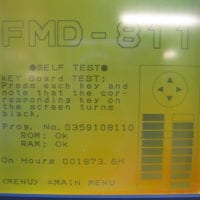 FMD-811
●SELF TEST●
KEY Board TEST:
Press each key and
note that the cor-
responding key on
the screen turns
black.
Prog. No. 0359108110
ROM: Ok
RAM: Ok
On Hours 001873.6H
<MENU> =MAIN MENU